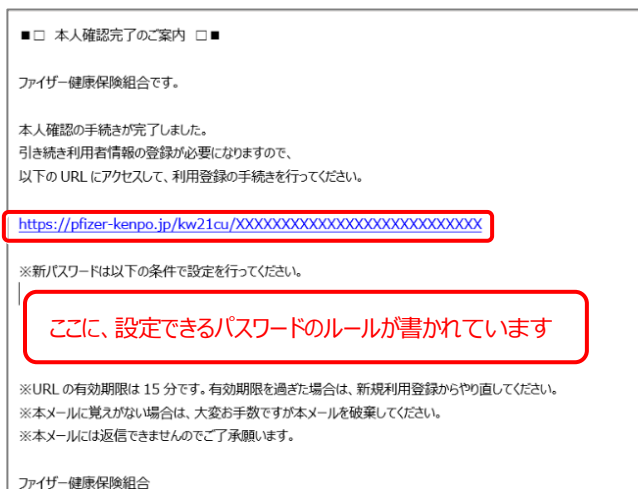 ■□ 本人確認完了のご案内 □■
ファイザー健康保険組合です。
本人確認の手続きが完了しました。
引き続き利用者情報の登録が必要になりますので、
以下の URL にアクセスして、利用登録の手続きを行ってください。
https://pfizer-kenpo.jp/kw21cu/XXXXXXXXXXXXXXXXXXXXXXXXXXX
※新パスワードは以下の条件で設定を行ってください。
ここに、設定できるパスワードのルールが書かれています
※URL の有効期限は 15 分です。有効期限を過ぎた場合は、新規利用登録からやり直してください。
※本メールに覚えがない場合は、大変お手数ですが本メールを破棄してください。
※本メールには返信できませんのでご了承願います。
ファイザー健康保険組合